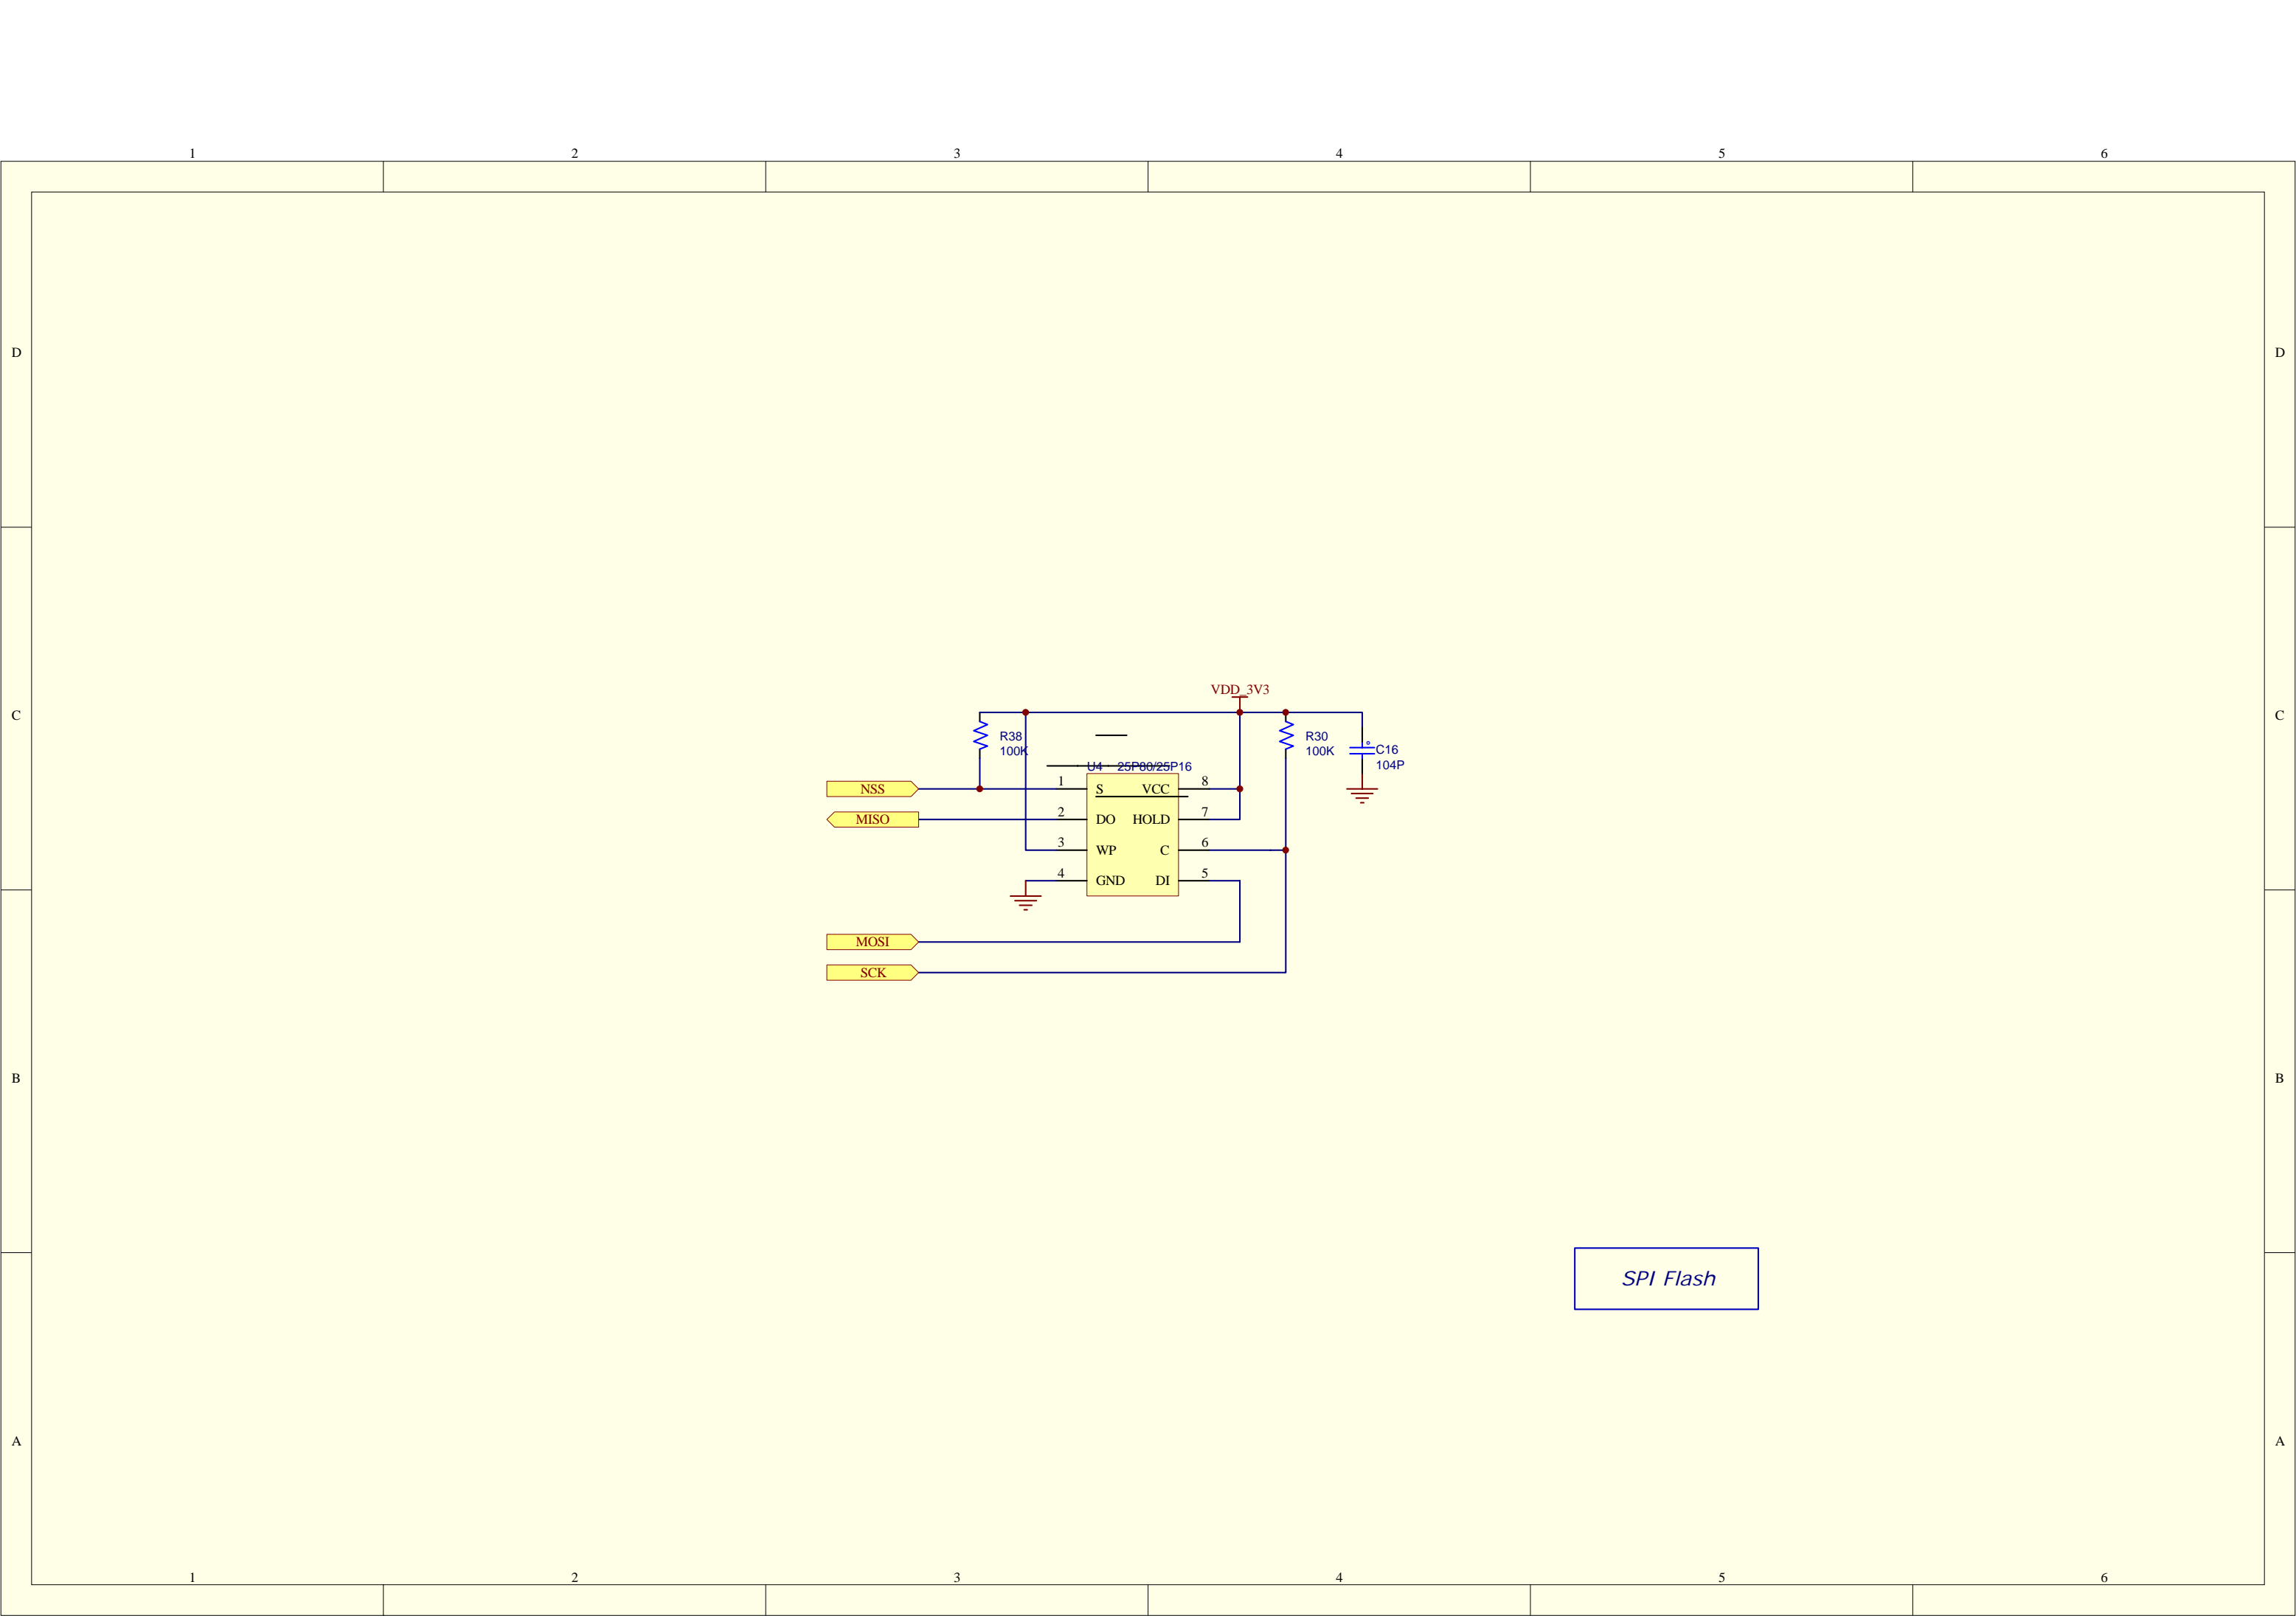 1 2 3 4 5 6
D D
VDD_3V3
C C
R38 R30
100K 100K C16
104P
U4 25P80/25P16
NSS 1 S VCC 8
MISO 2 DO HOLD 7
3 WP C 6
4 GND DI 5
MOSI
SCK
B B
SPI Flash
A A
1 2 3 4 5 6